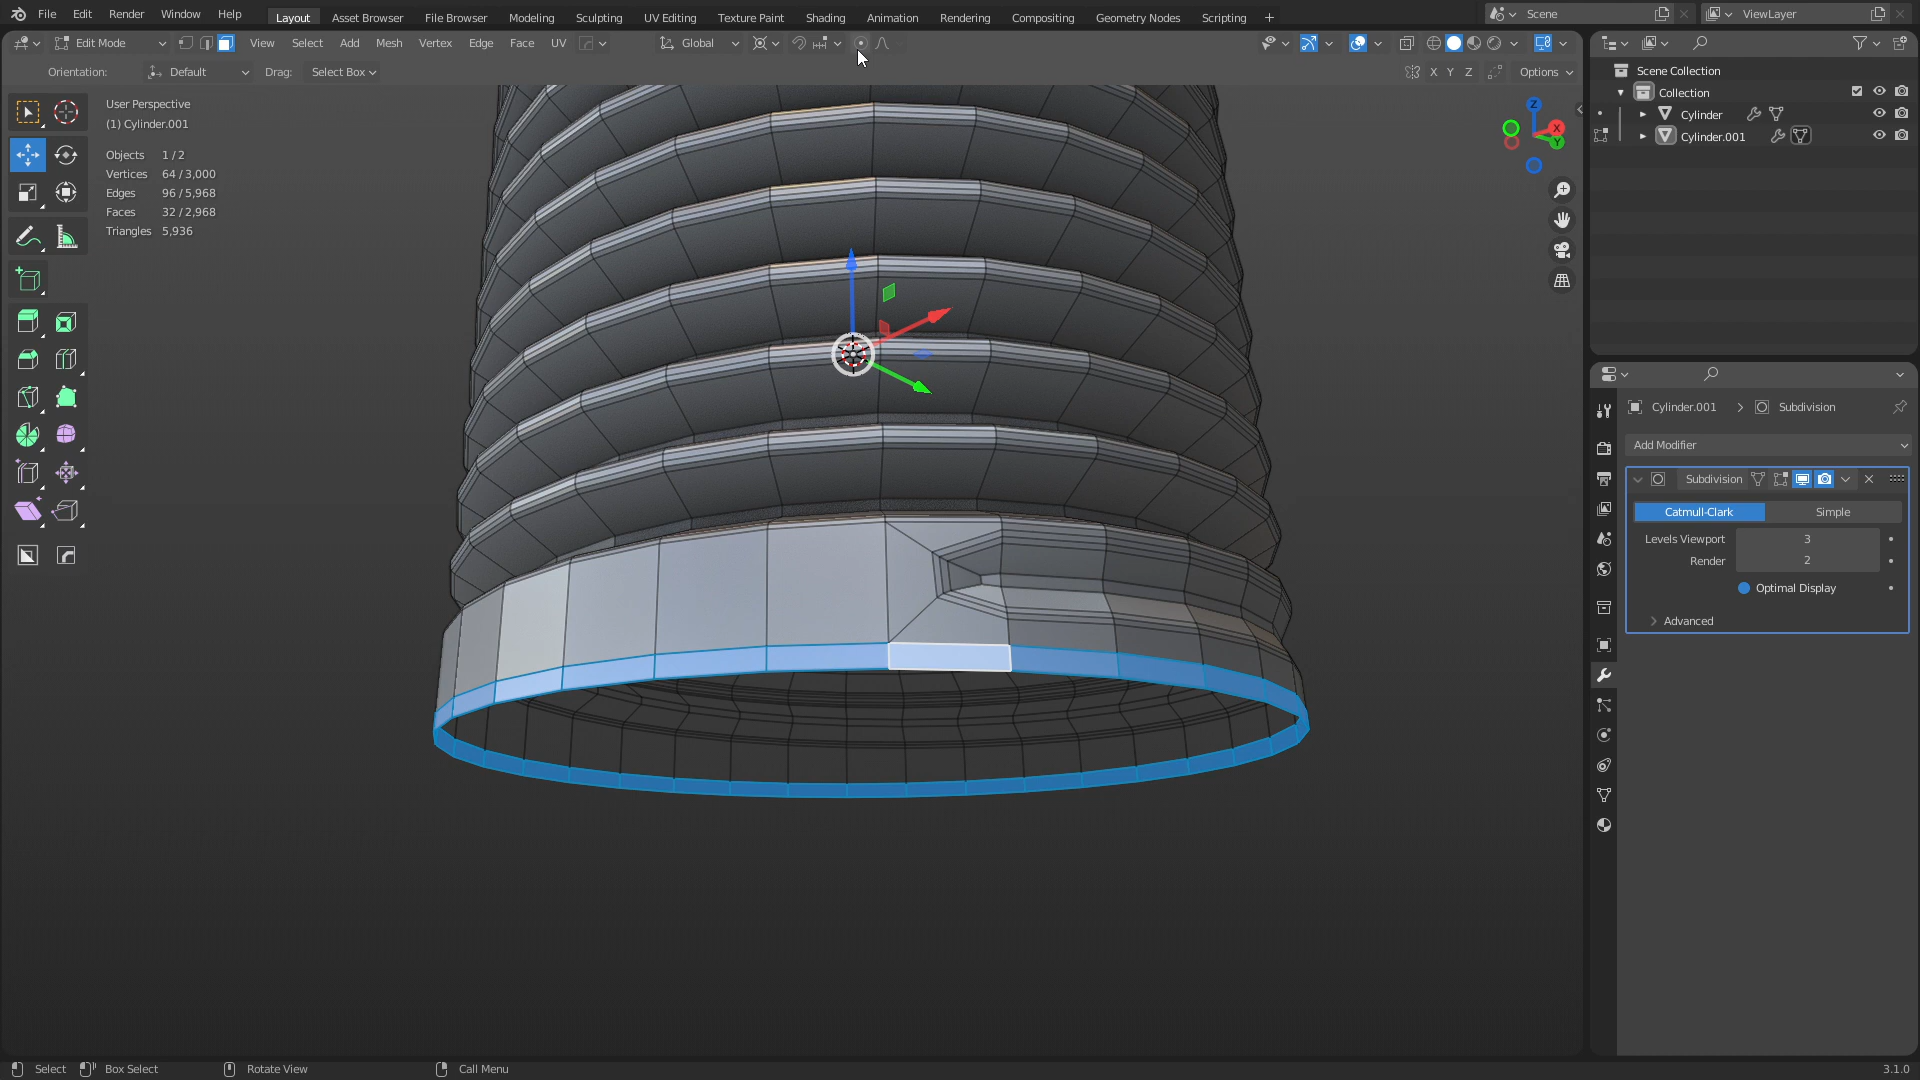 File Edit Render Window Help Layout Asset Browser File Browser Modeling Sculpting UV Editing Texture Paint Shading Animation Rendering Compositing Geometry Nodes Scripting + Scene ViewLayer
Edit Mode View Select Add Mesh Vertex Edge Face UV Global
Orientation: Default Drag: Select Box X Y Z Options
User Perspective
(1) Cylinder.001
Objects 1 / 2
Vertices 64 / 3,000
Edges 96 / 5,968
Faces 32 / 2,968
Triangles 5,936
Z
X
Y
Scene Collection
Collection
Cylinder
Cylinder.001
Cylinder.001 > Subdivision
Add Modifier
Subdivision
Catmull-Clark Simple
Levels Viewport 3
Render 2
Optimal Display
Advanced
Select Box Select Rotate View Call Menu 3.1.0